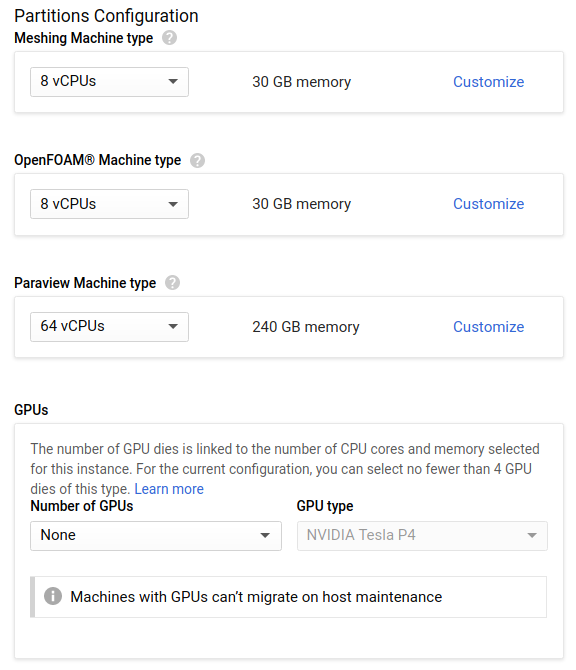 Partitions Configuration
Meshing Machine type ?
8 vCPUs 30 GB memory Customize
OpenFOAM® Machine type ?
8 vCPUs 30 GB memory Customize
Paraview Machine type ?
64 vCPUs 240 GB memory Customize
GPUs
The number of GPU dies is linked to the number of CPU cores and memory selected
for this instance. For the current configuration, you can select no fewer than 4 GPU
dies of this type. Learn more
Number of GPUs GPU type
None NVIDIA Tesla P4
Machines with GPUs can't migrate on host maintenance